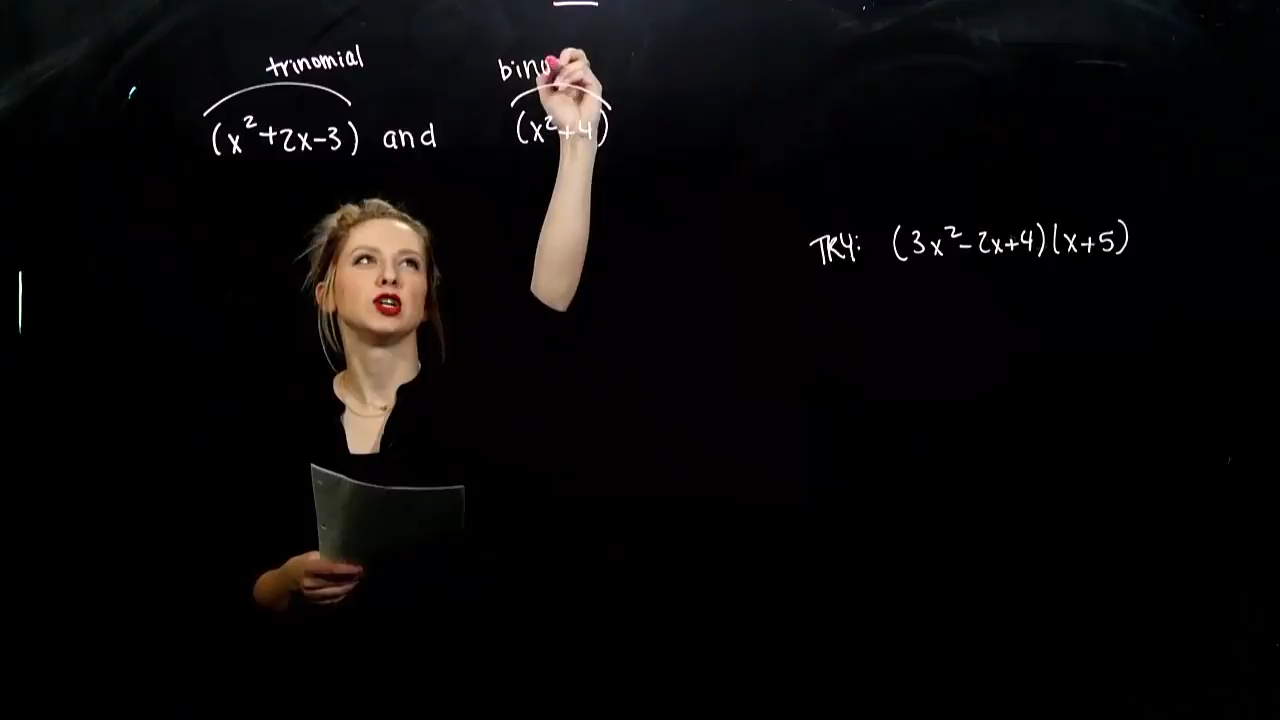 trinomial
(x²+2x-3) and (x²+4)
TRY: (3x²-2x+4)(x+5)